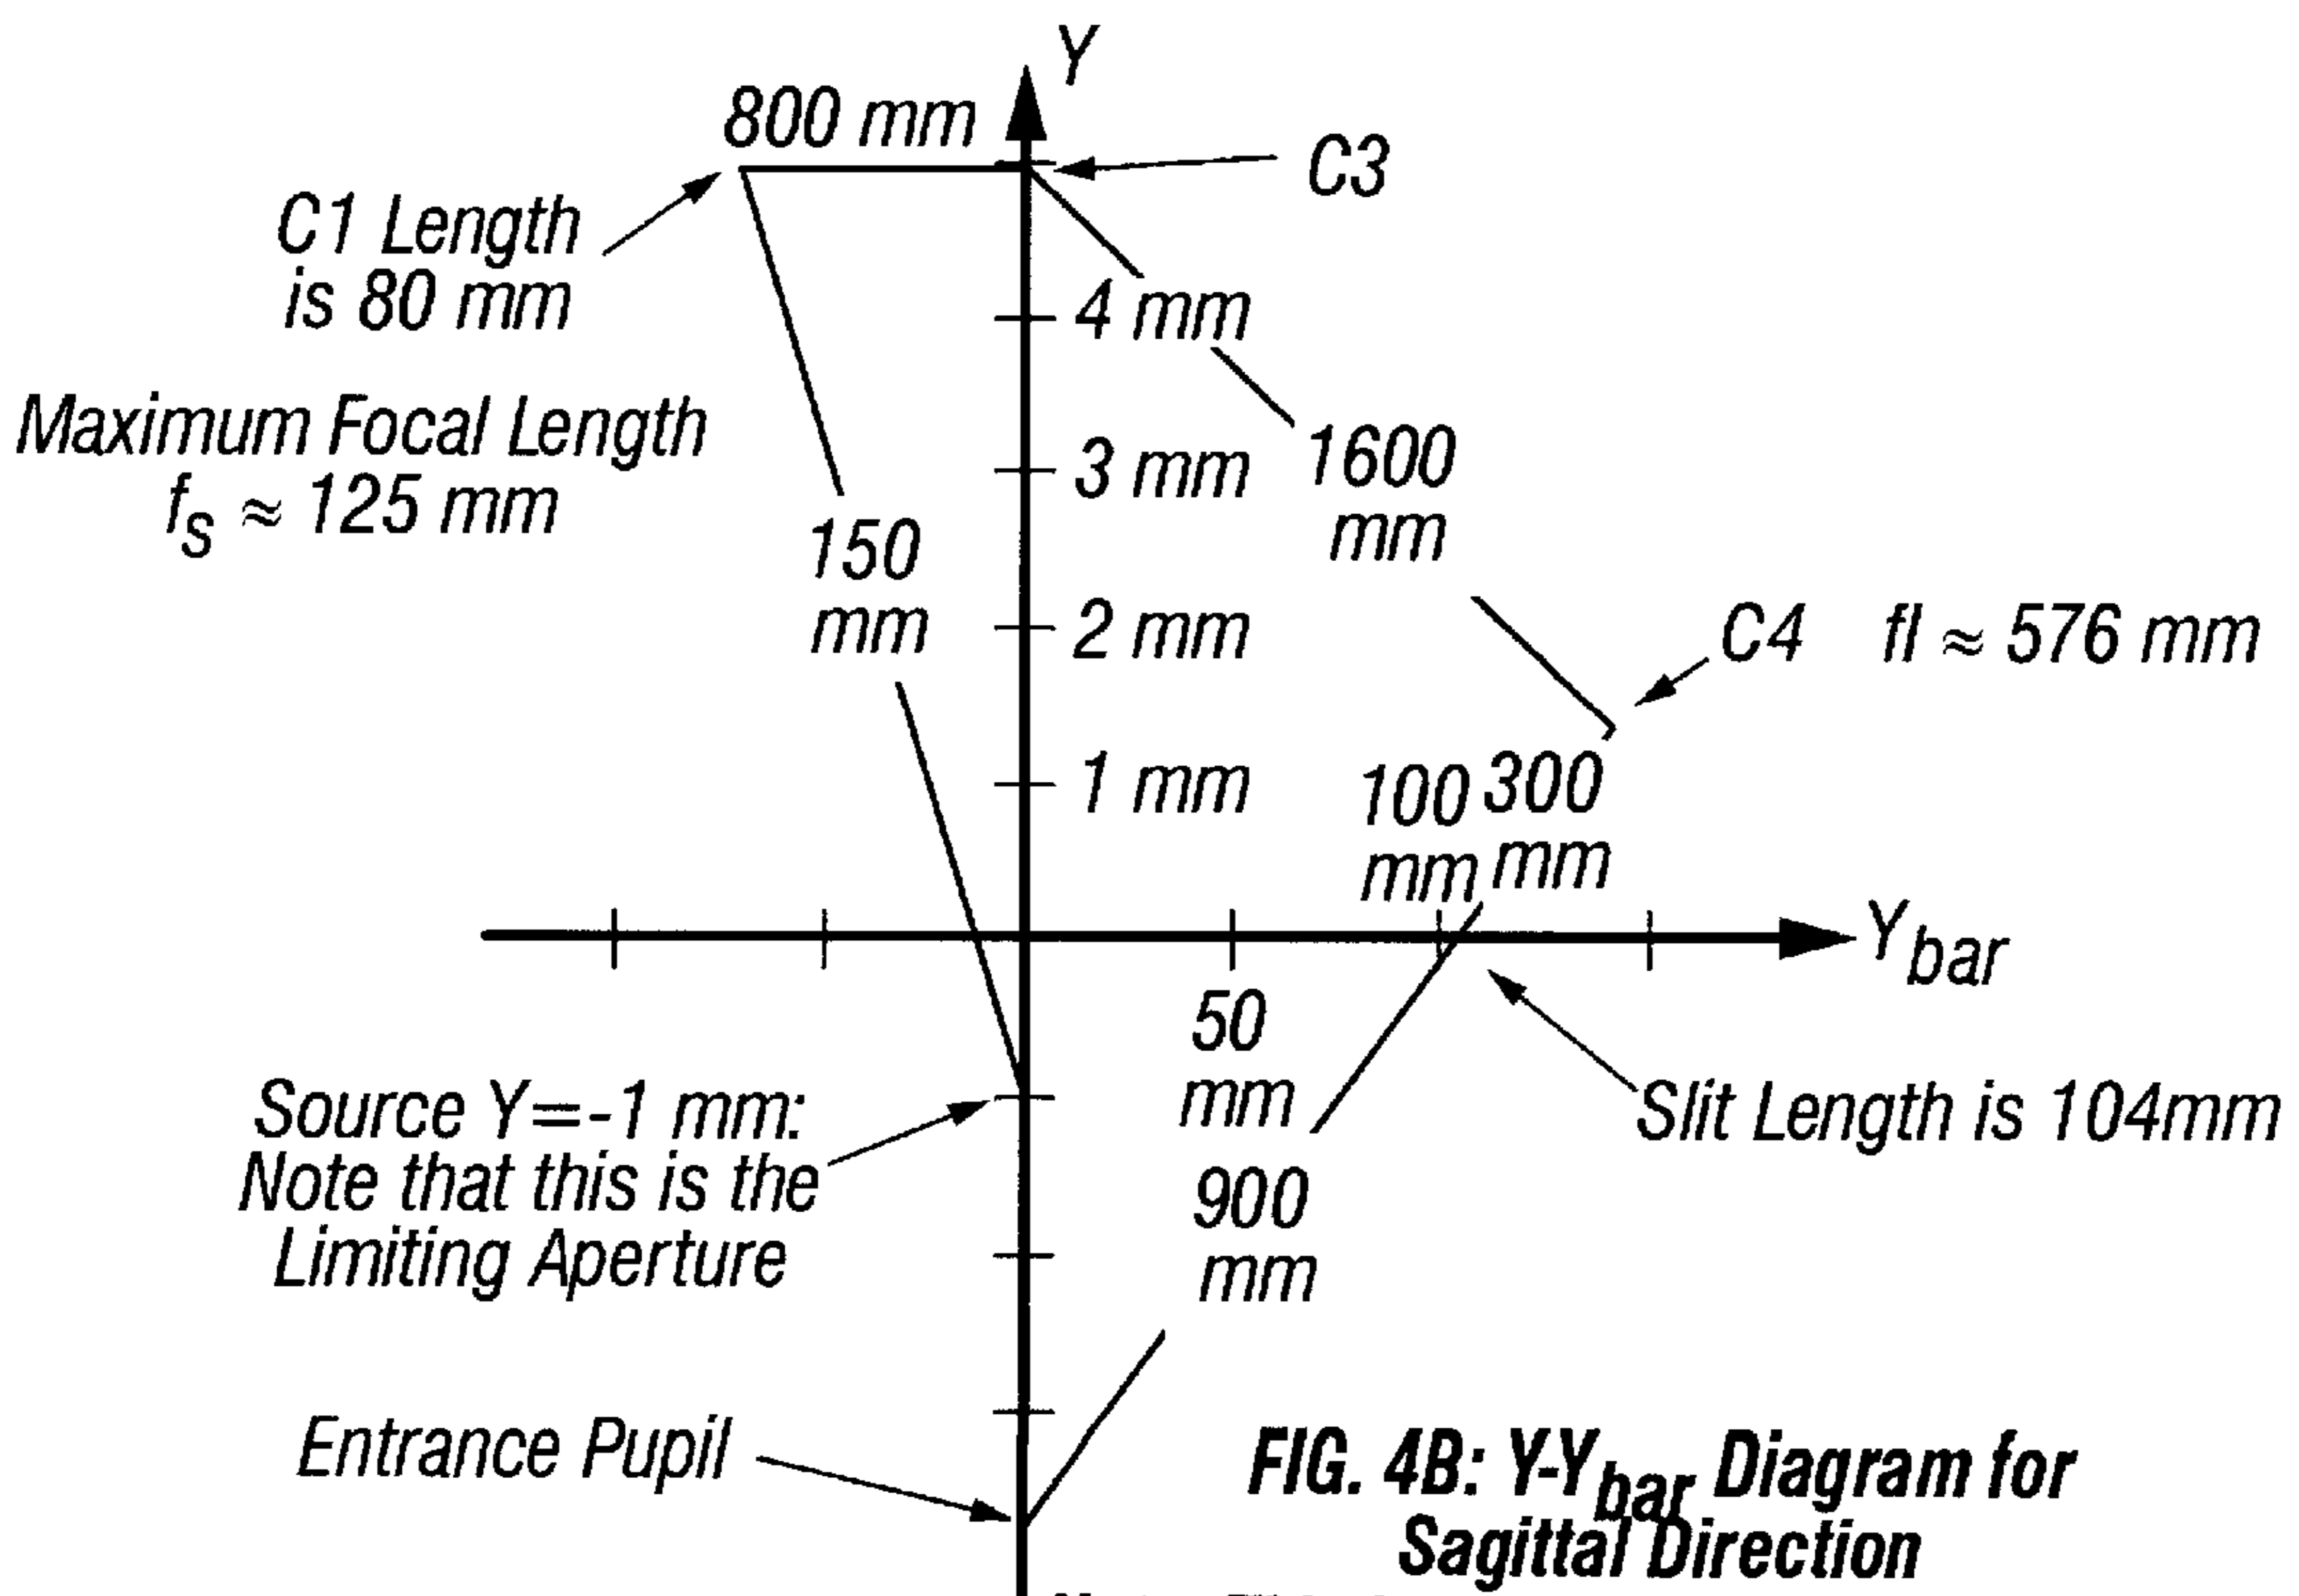 Y
800 mm
C3
C1 Length
is 80 mm
4 mm
Maximum Focal Length
fS ≈ 125 mm
3 mm
1600
mm
150
mm
2 mm
C4 fl ≈ 576 mm
1 mm
100
mm
300
mm
Ybar
50
mm
Slit Length is 104mm
Source Y=-1 mm:
Note that this is the
Limiting Aperture
900
mm
Entrance Pupil
FIG. 4B: Y-Ybar Diagram for
Sagittal Direction